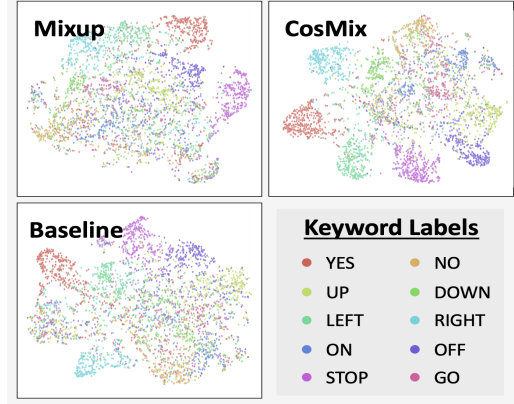 Mixup
CosMix
Baseline
Keyword Labels
YES
NO
UP
DOWN
LEFT
RIGHT
ON
OFF
STOP
GO